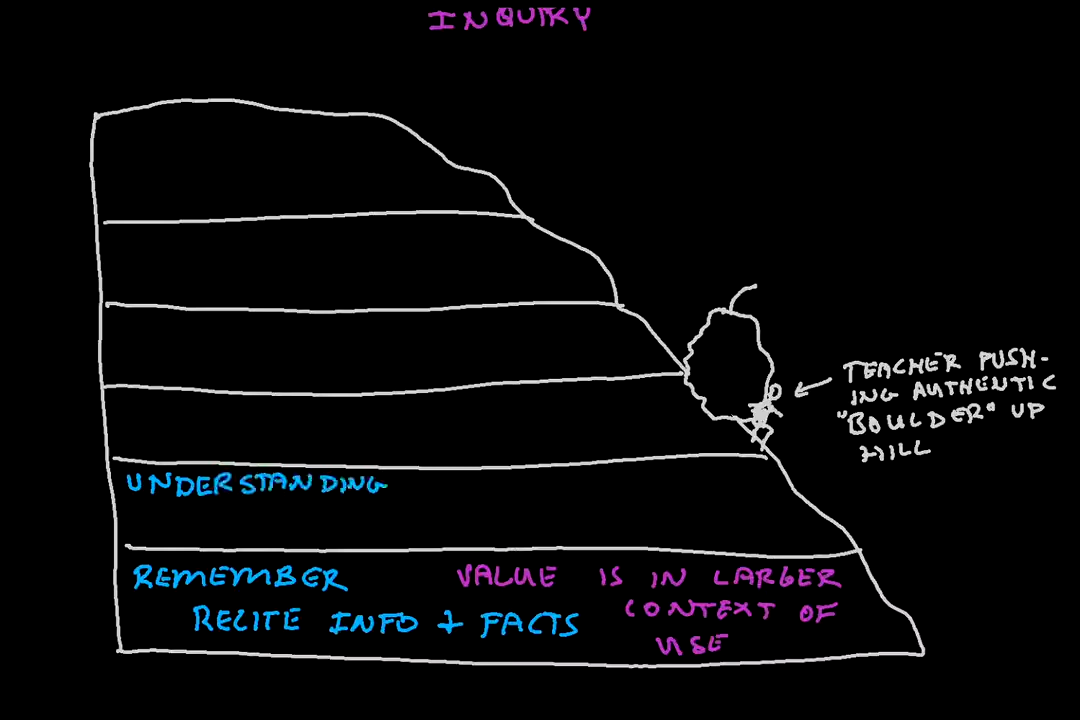 INQUIRY
TEACHER PUSH-
ING AUTHENTIC
"BOULDER" UP
HILL
UNDERSTANDING
REMEMBER
RECITE INFO + FACTS
VALUE IS IN LARGER
CONTEXT OF
USE